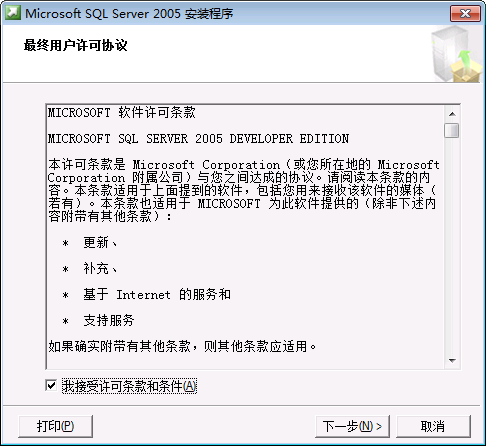 Microsoft SQL Server 2005 安装程序
最终用户许可协议
MICROSOFT 软件许可条款
MICROSOFT SQL SERVER 2005 DEVELOPER EDITION
本许可条款是 Microsoft Corporation（或您所在地的 Microsoft
Corporation 附属公司）与您之间达成的协议。请阅读本条款的内
容。本条款适用于上面提到的软件，包括您用来接收该软件的媒体（
若有）。本条款也适用于 MICROSOFT 为此软件提供的（除非下述内
容附带有其他条款）：
* 更新、
* 补充、
* 基于 Internet 的服务和
* 支持服务
如果确实附带有其他条款，则其他条款应适用。
我接受许可条款和条件(A)
打印(P)
下一步(N) >
取消